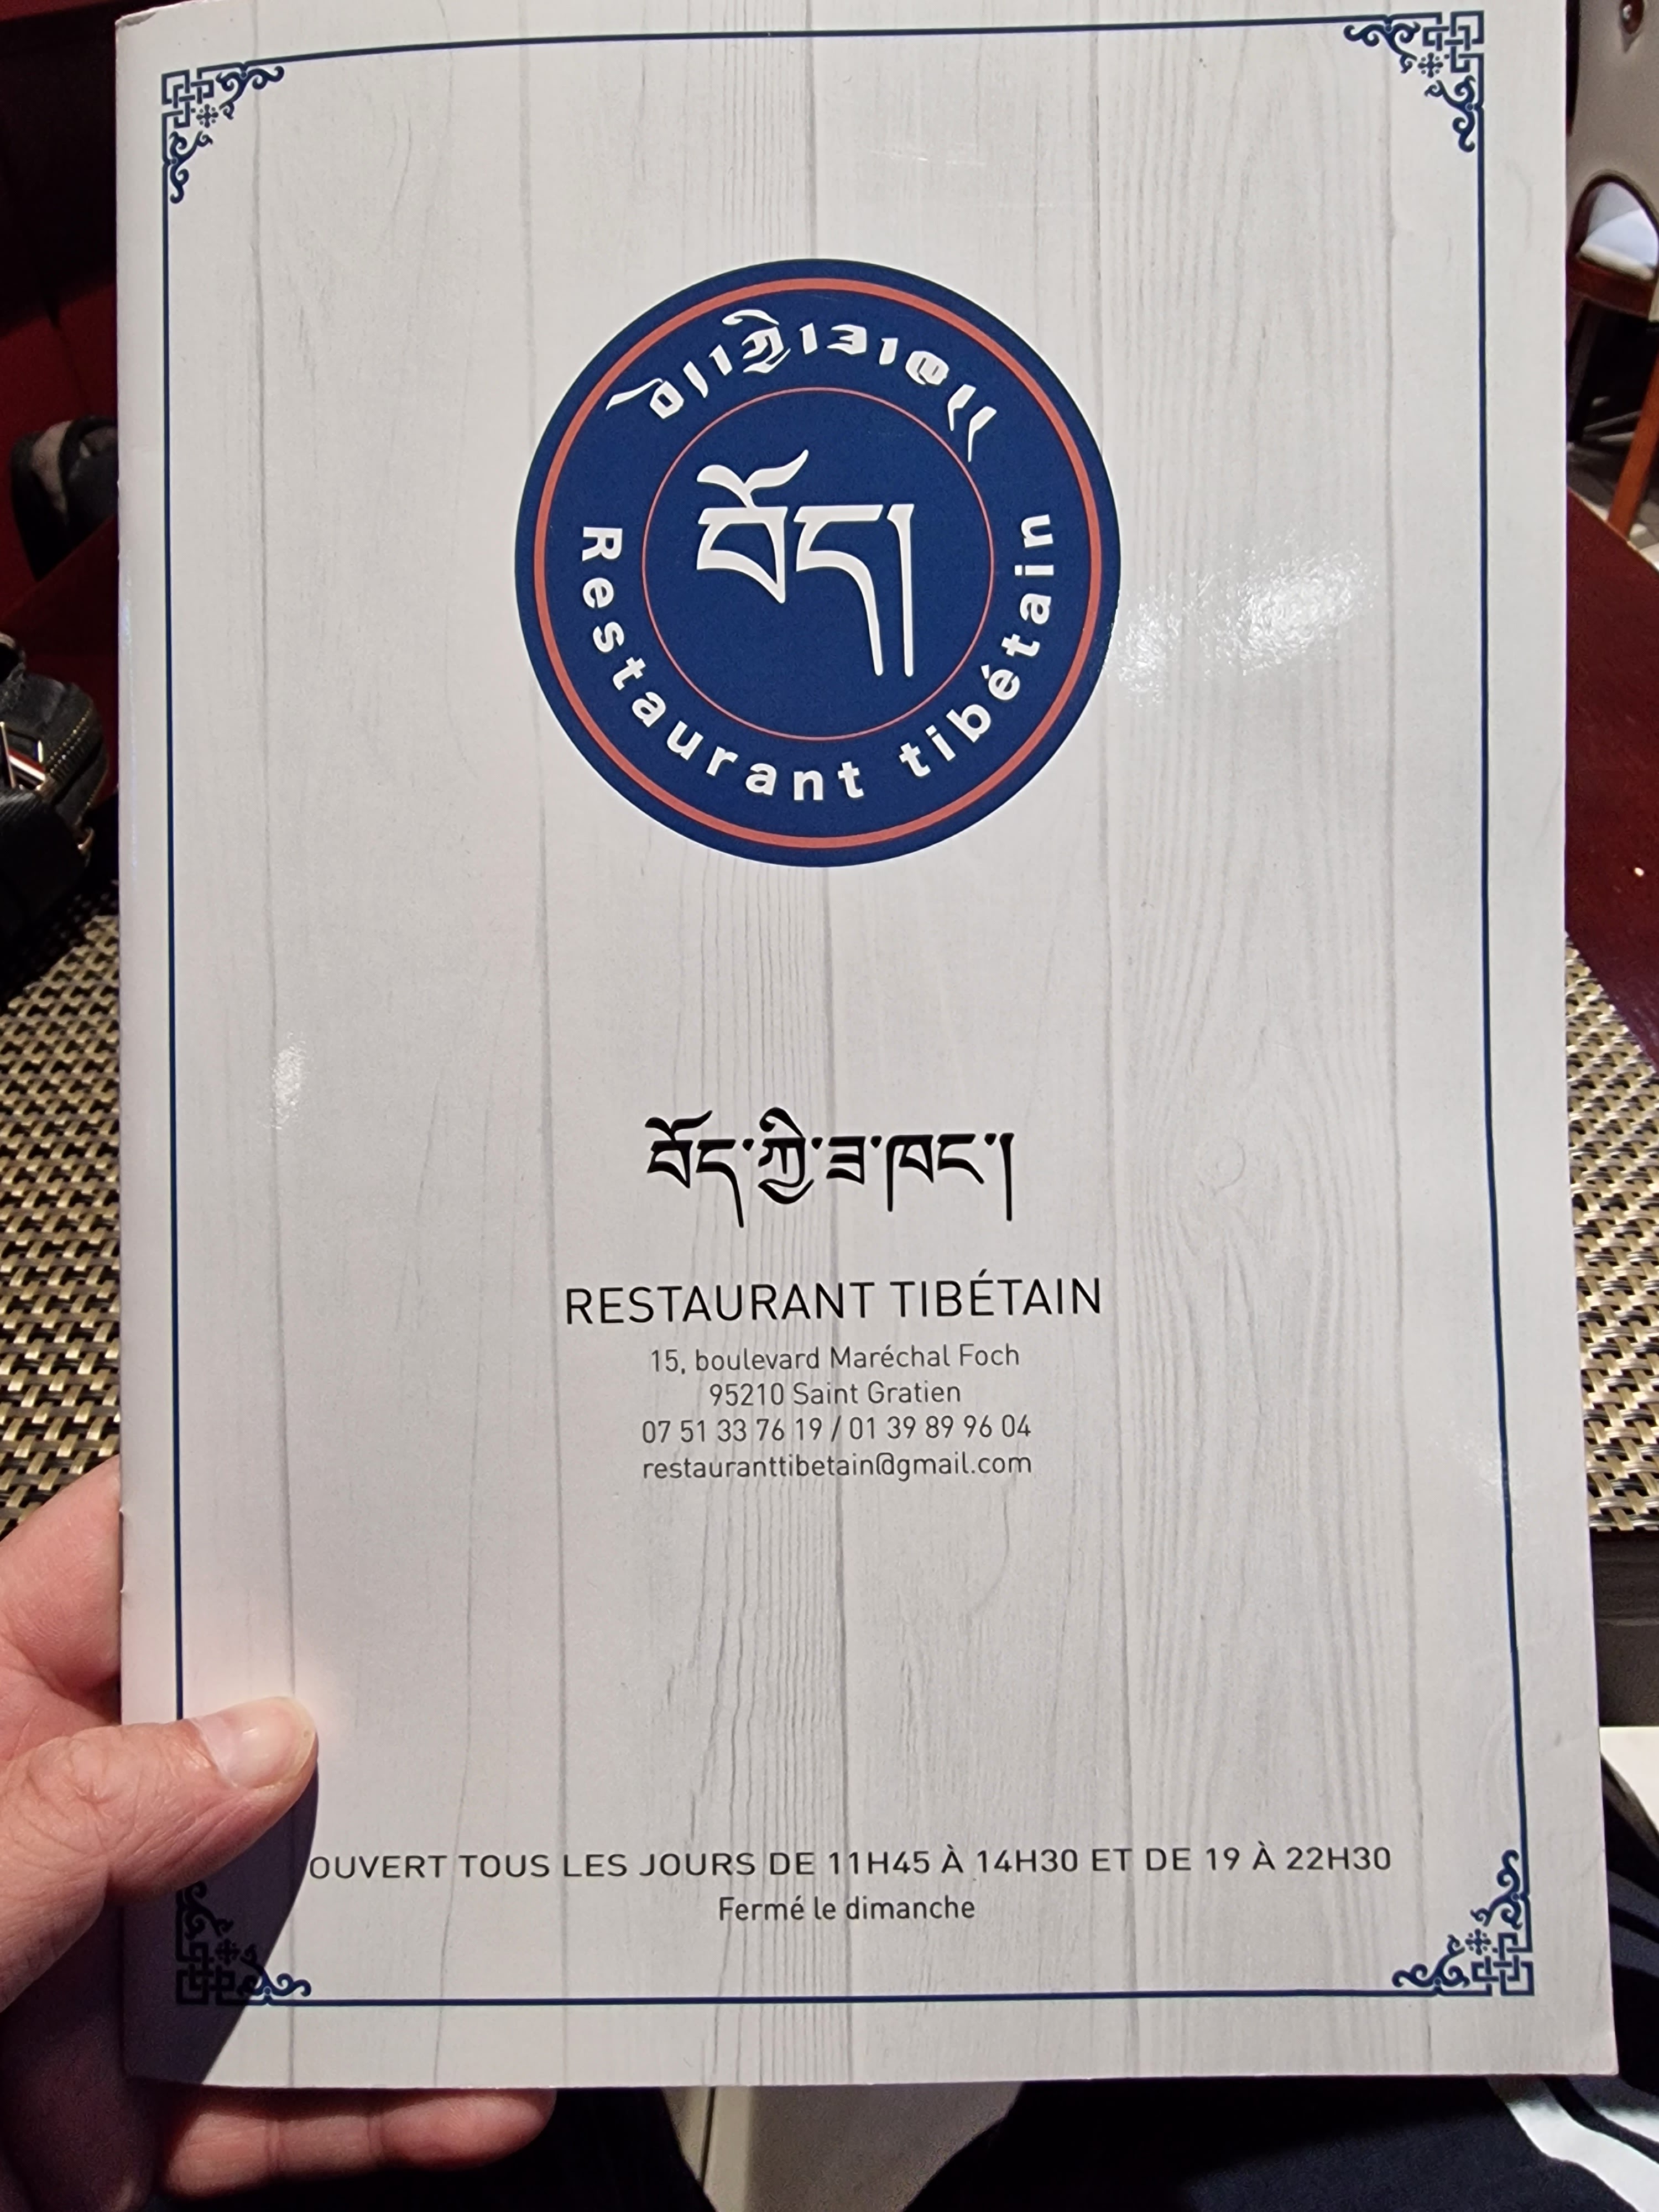 བོད།་ཀྱི་ཟ་ཁང༌།།
བོད།
Restaurant tibétain
བོད་ཀྱི་ཟ་ཁང་།
RESTAURANT TIBÉTAIN
15, boulevard Maréchal Foch
95210 Saint Gratien
07 51 33 76 19 / 01 39 89 96 04
restauranttibetain@gmail.com
OUVERT TOUS LES JOURS DE 11H45 À 14H30 ET DE 19 À 22H30
Fermé le dimanche